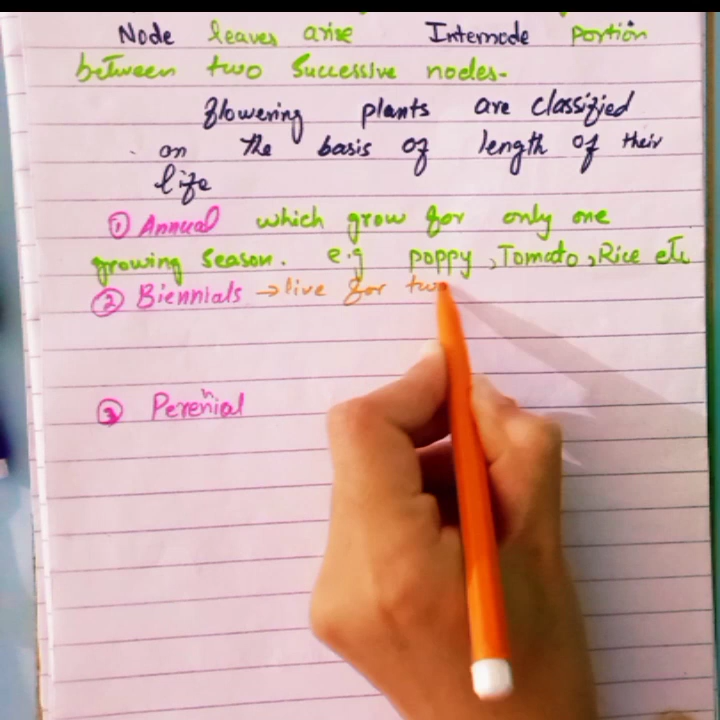 Node leaves arise Internode portion
between two Successive nodes-
flowering plants are classified
on the basis of length of their
life
① Annual which grow for only one
growing season. e.g poppy, Tomato, Rice etc
② Biennials → live for two
③ Perennial